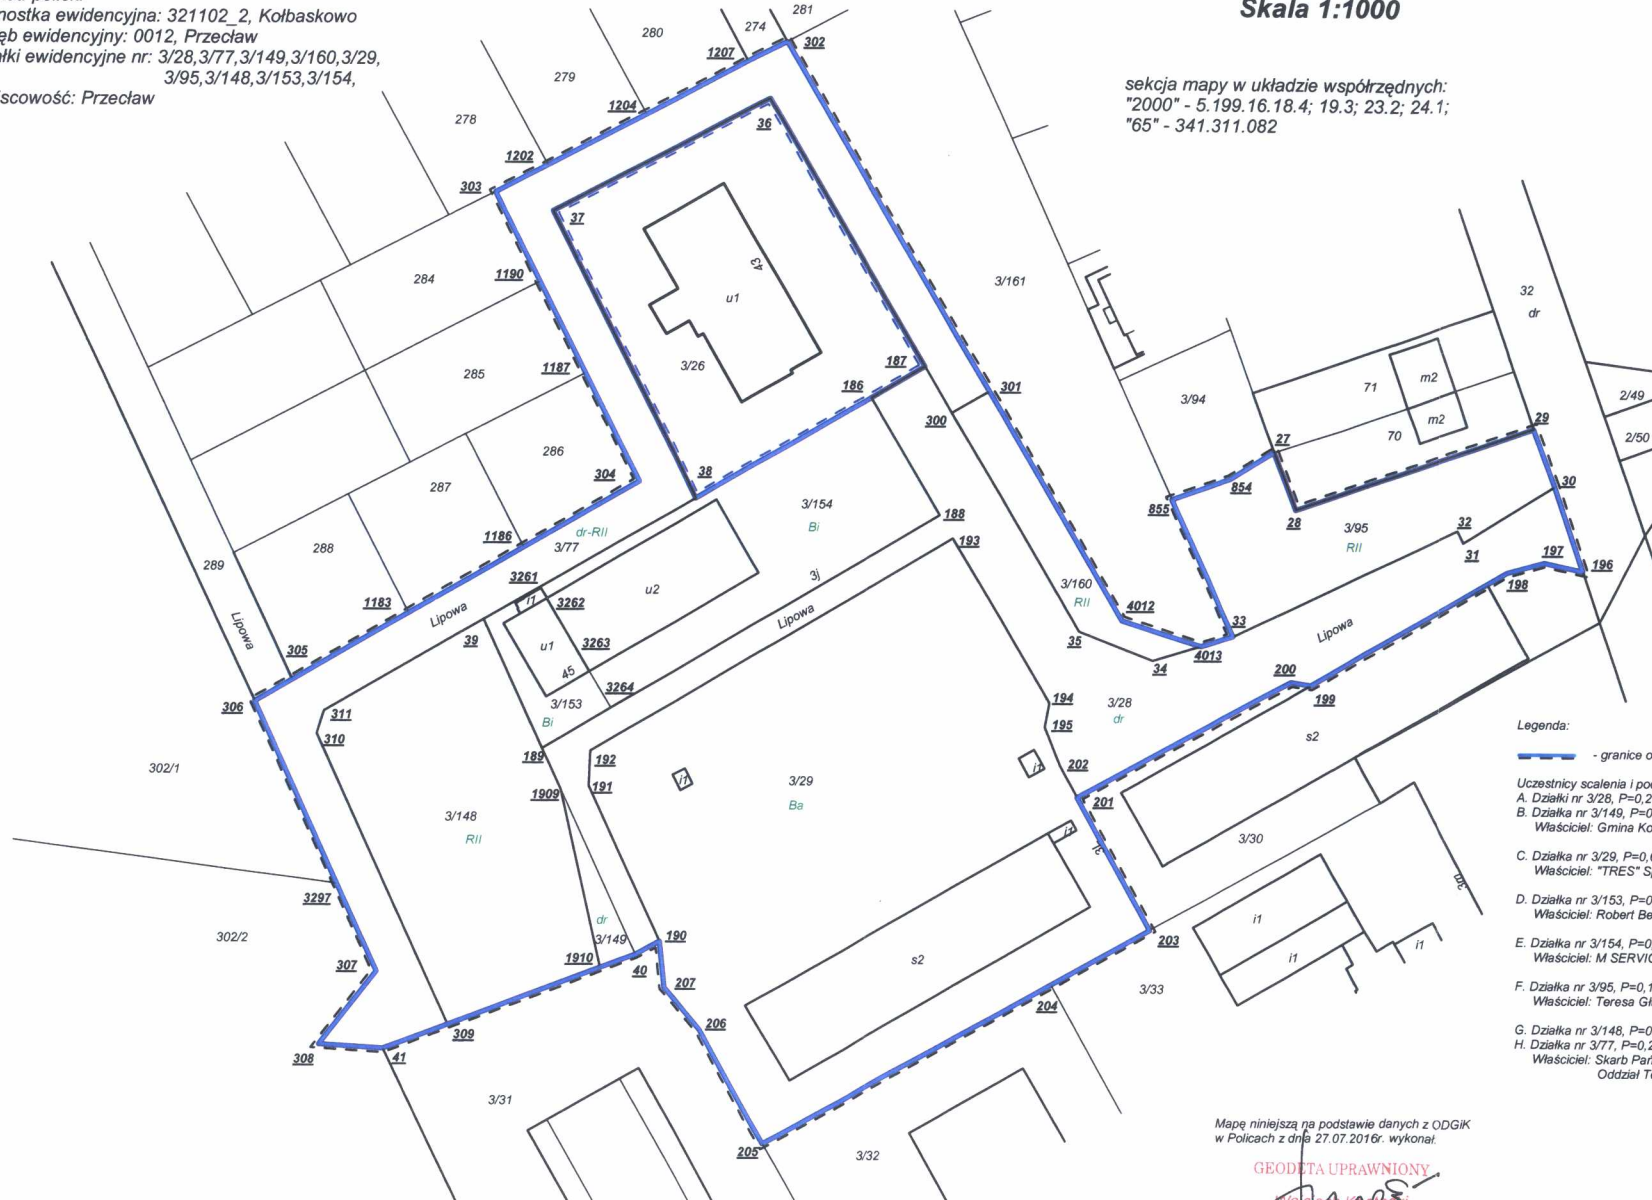 nostka ewidencyjna: 321102_2, Kołbaskowo
ęb ewidencyjny: 0012, Przecław
łki ewidencyjne nr: 3/28,3/77,3/149,3/160,3/29,
3/95,3/148,3/153,3/154,
scowość: Przecław
Skala 1:1000
sekcja mapy w układzie współrzędnych:
"2000" - 5.199.16.18.4; 19.3; 23.2; 24.1;
"65" - 341.311.082
281
274
302
280
1207
279
1204
278
36
1202
303
37
43
284
1190
u1
3/161
32
dr
285
1187
3/26
187
186
301
300
3/94
71
m2
m2
70
2/49
2/50
29
27
286
304
38
287
3/154
Bi
854
855
28
30
3/95
RII
32
31
188
193
288
1186
dr-RII
3/77
289
3261
i1
3262
u2
3j
197
196
198
1183
Lipowa
Lipowa
39
Lipowa
3/160
RII
4012
33
Lipowa
35
34
4013
305
u1
3263
45
3264
3/153
Bi
306
311
310
194
195
3/28
dr
200
199
s2
189
192
191
1909
i1
3/29
Ba
i1
202
201
302/1
3/148
RII
3l
i1
3/30
3m
3297
302/2
dr
3/149
190
1910
40
307
207
s2
203
i1
i1
i1
3/33
204
206
309
308
41
3/31
205
3/32
Legenda:
- granice o
Uczestnicy scalenia i po
A. Działki nr 3/28, P=0,2
B. Działka nr 3/149, P=0
Właściciel: Gmina Ko
C. Działka nr 3/29, P=0,
Właściciel: "TRES" S
D. Działka nr 3/153, P=0
Właściciel: Robert Be
E. Działka nr 3/154, P=0,
Właściciel: M SERVI
F. Działka nr 3/95, P=0,1
Właściciel: Teresa Gł
G. Działka nr 3/148, P=0
H. Działka nr 3/77, P=0,2
Właściciel: Skarb Pań
Oddział T
Mapę niniejszą na podstawie danych z ODGiK
w Policach z dnia 27.07.2016r. wykonał.
GEODETA UPRAWNIONY